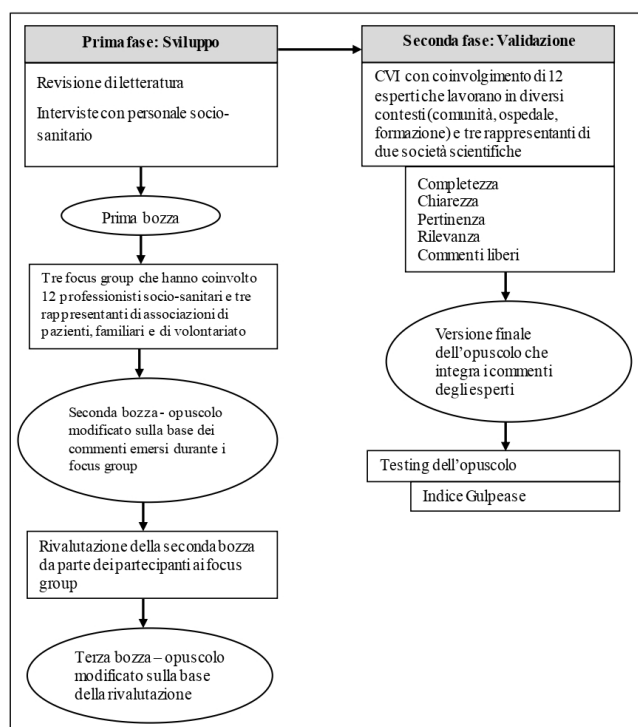 Prima fase: Sviluppo
Revisione di letteratura
Interviste con personale socio-
sanitario
Prima bozza
Tre focus group che hanno coinvolto
12 professionisti socio-sanitari e tre
rappresentanti di associazioni di
pazienti, familiari e di volontariato
Seconda bozza - opuscolo
modificato sulla base dei
commenti emersi durante i
focus group
Rivalutazione della seconda bozza
da parte dei partecipanti ai focus
group
Terza bozza – opuscolo
modificato sulla base
della rivalutazione
Seconda fase: Validazione
CVI con coinvolgimento di 12
esperti che lavorano in diversi
contesti (comunità, ospedale,
formazione) e tre rappresentanti di
due società scientifiche
Completezza
Chiarezza
Pertinenza
Rilevanza
Commenti liberi
Versione finale
dell'opuscolo che
integra i commenti
degli esperti
Testing dell'opuscolo
Indice Gulpease